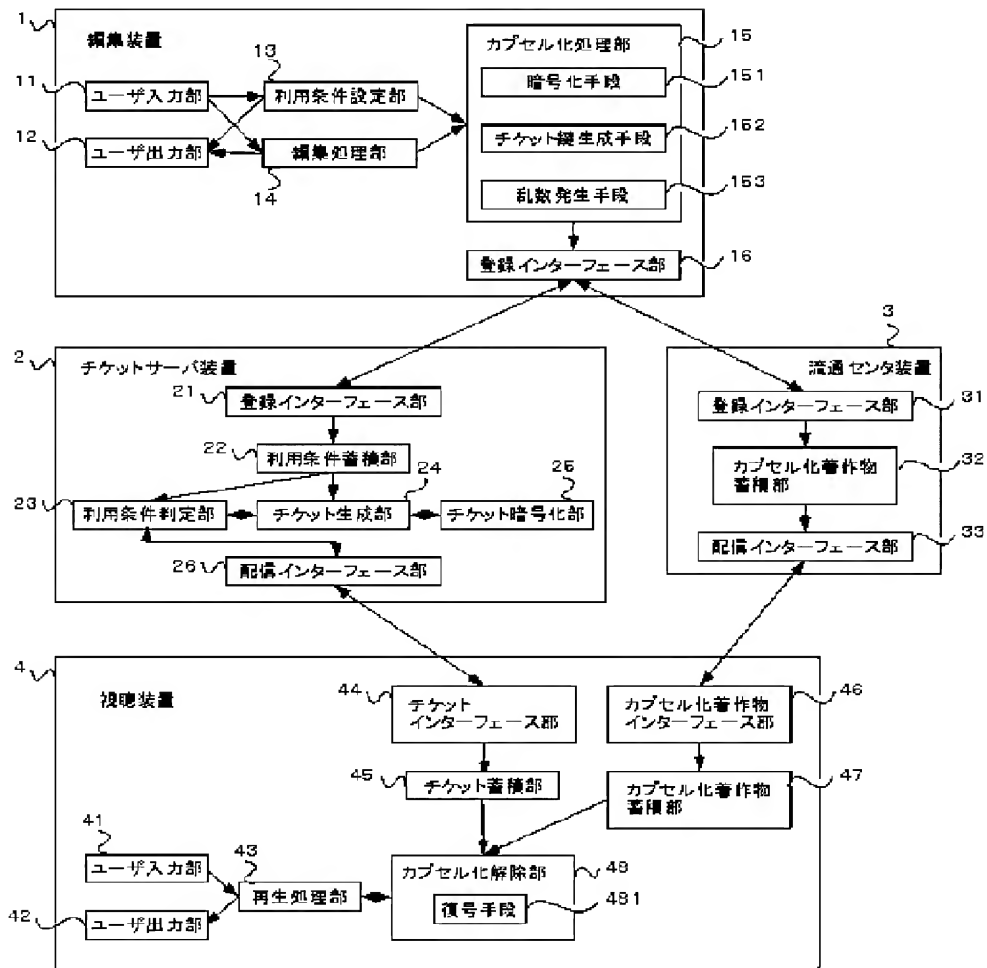 1
編集装置
11
ユーザ入力部
12
ユーザ出力部
13
利用条件設定部
編集処理部
14
カプセル化処理部
15
暗号化手段
151
チケット鍵生成手段
152
乱数発生手段
153
登録インターフェース部
16
2
チケットサーバ装置
21
登録インターフェース部
22
利用条件蓄積部
23
利用条件判定部
24
チケット生成部
25
チケット暗号化部
26
配信インターフェース部
3
流通センタ装置
登録インターフェース部
31
カプセル化著作物
蓄積部
32
配信インターフェース部
33
4
視聴装置
44
チケット
インターフェース部
45
チケット蓄積部
カプセル化著作物
インターフェース部
46
カプセル化著作物
蓄積部
47
41
ユーザ入力部
42
ユーザ出力部
43
再生処理部
カプセル化解除部
48
復号手段
481